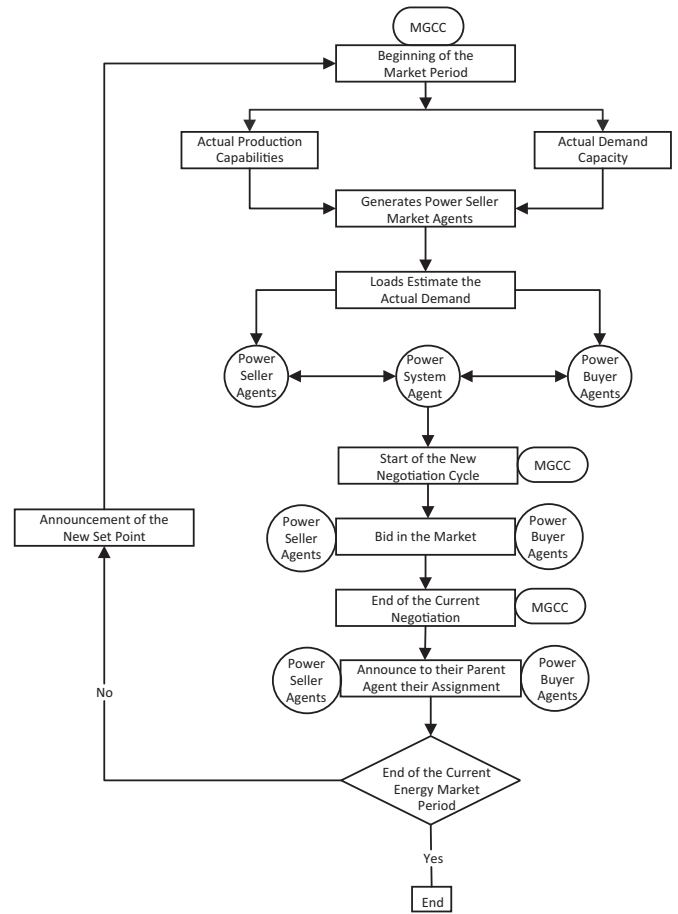 MGCC
Beginning of the
Market Period
Actual Production
Capabilities
Actual Demand
Capacity
Generates Power Seller
Market Agents
Loads Estimate the
Actual Demand
Power
Seller
Agents
Power
System
Agent
Power
Buyer
Agents
Start of the New
Negotiation Cycle
MGCC
Announcement of the
New Set Point
Power
Seller
Agents
Bid in the Market
Power
Buyer
Agents
End of the Current
Negotiation
MGCC
Power
Seller
Agents
Announce to their Parent
Agent their Assignment
Power
Buyer
Agents
No
End of the Current
Energy Market
Period
Yes
End